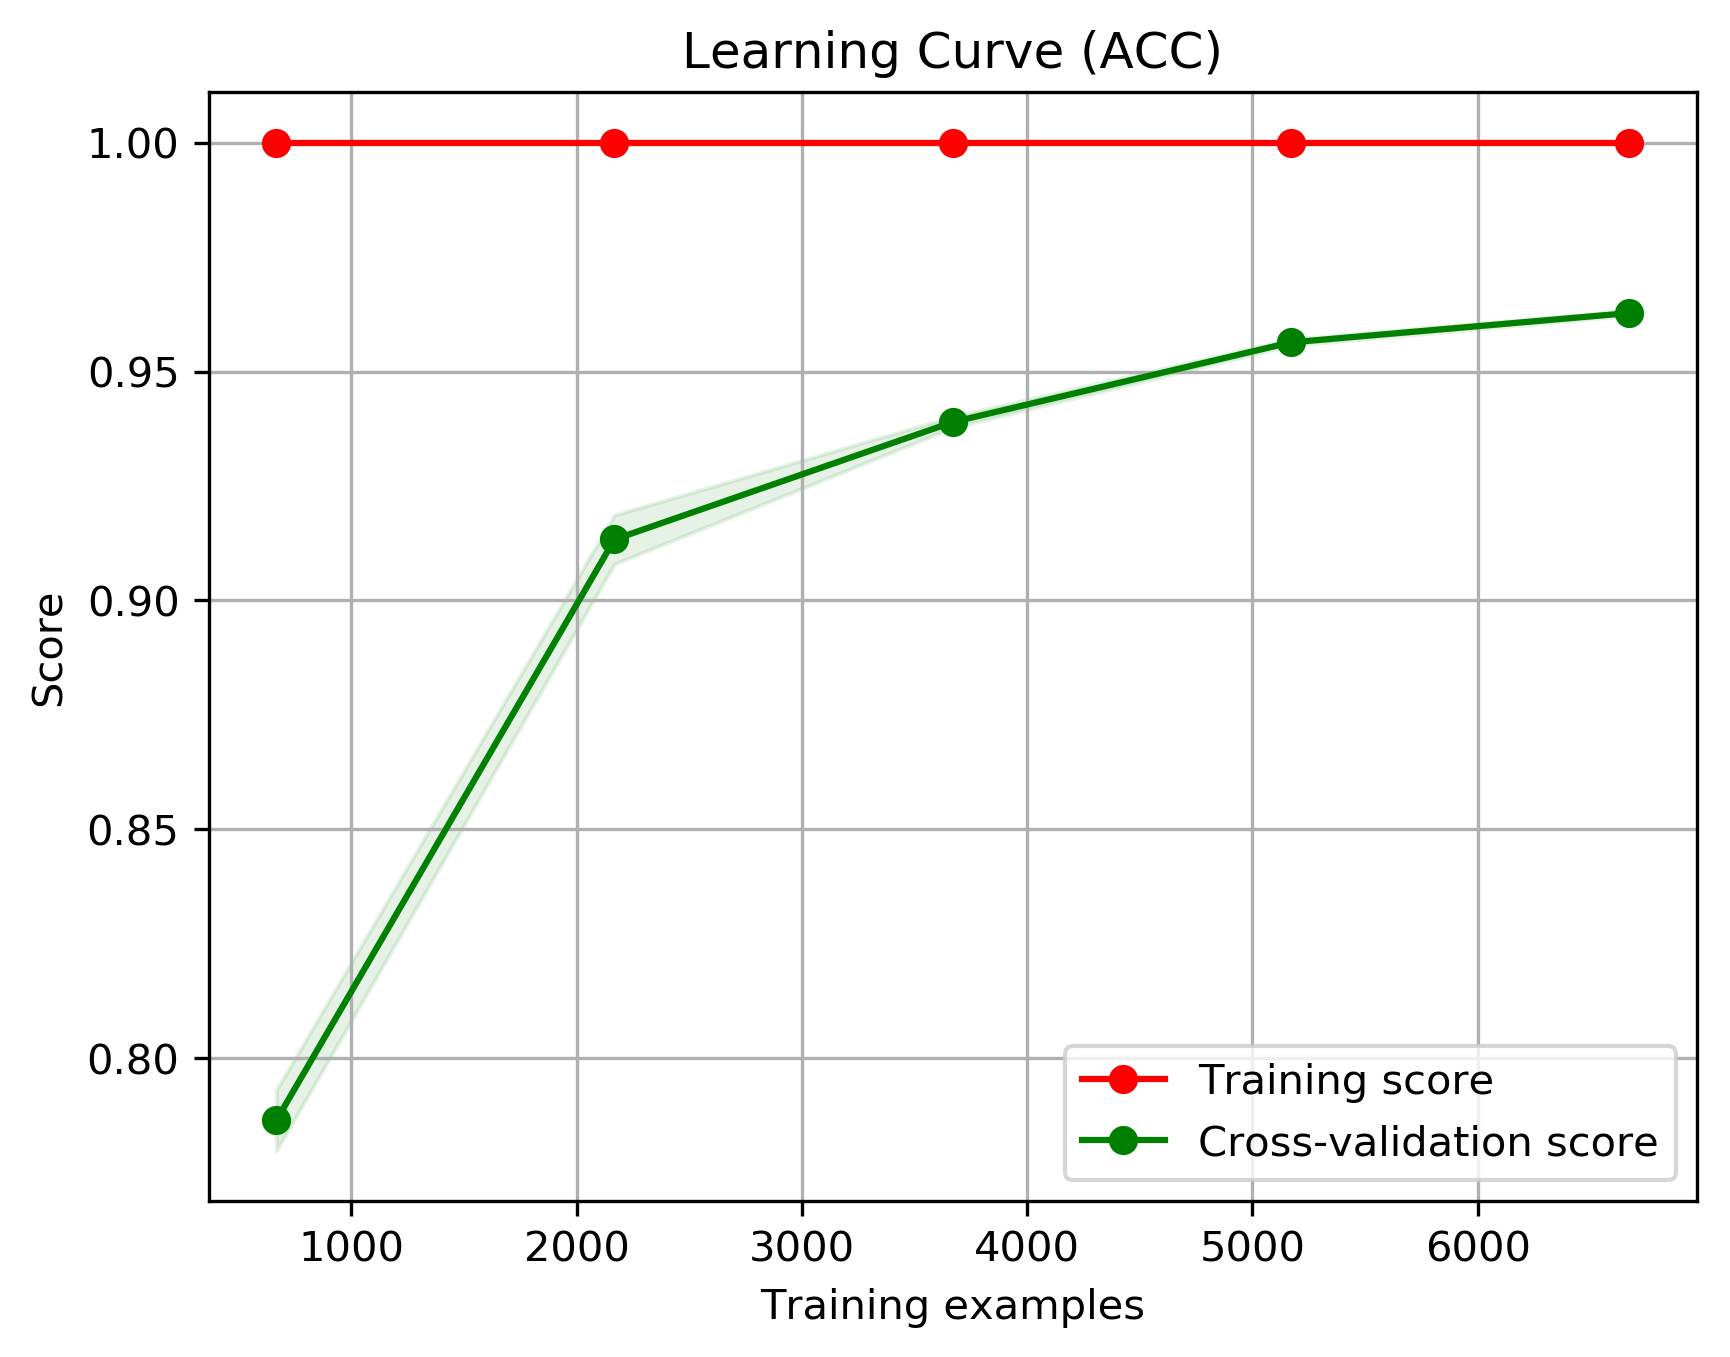 Learning Curve (ACC)
1.00
0.95
0.90
0.85
0.80
Score
1000 2000 3000 4000 5000 6000
Training examples
Training score
Cross-validation score